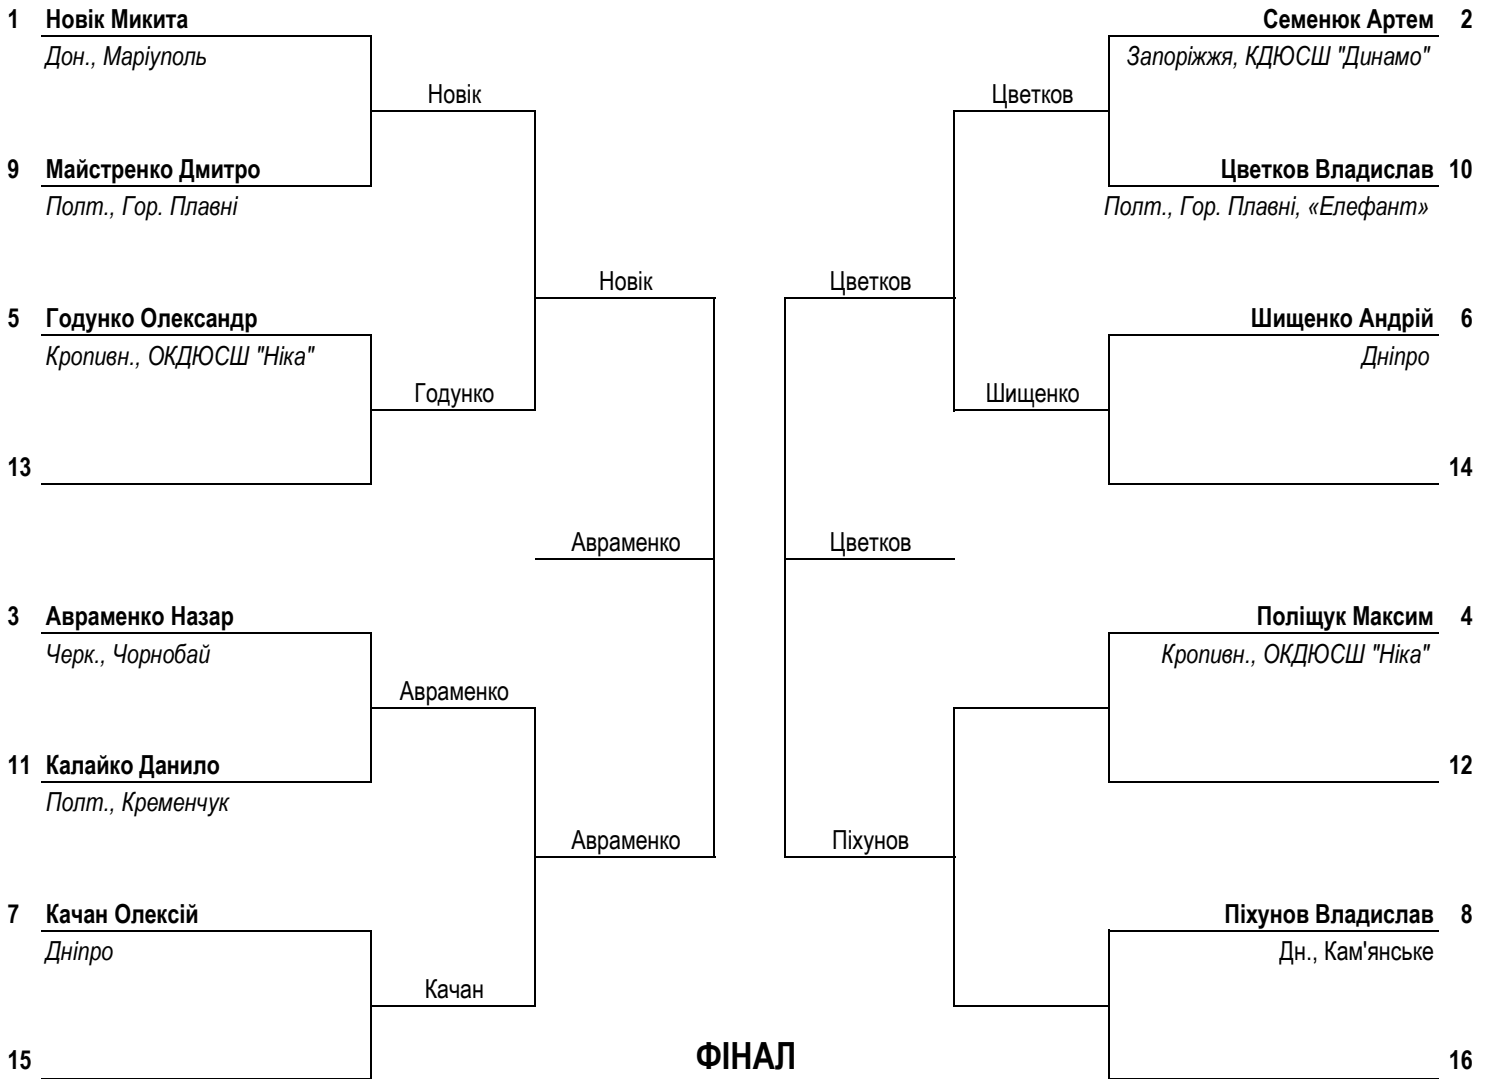 1 Новік Микита
Дон., Маріуполь
Новік
9 Майстренко Дмитро
Полт., Гор. Плавні
Новік
5 Годунко Олександр
Кропивн., ОКДЮСШ "Ніка"
Годунко
13
Авраменко
3 Авраменко Назар
Черк., Чорнобай
Авраменко
11 Калайко Данило
Полт., Кременчук
Авраменко
7 Качан Олексій
Дніпро
Качан
15
Семенюк Артем 2
Запоріжжя, КДЮСШ "Динамо"
Цветков
Цветков Владислав 10
Полт., Гор. Плавні, «Елефант»
Цветков
Шищенко Андрій 6
Дніпро
Шищенко
14
Цветков
Поліщук Максим 4
Кропивн., ОКДЮСШ "Ніка"
12
Піхунов
Піхунов Владислав 8
Дн., Кам'янське
16
ФІНАЛ